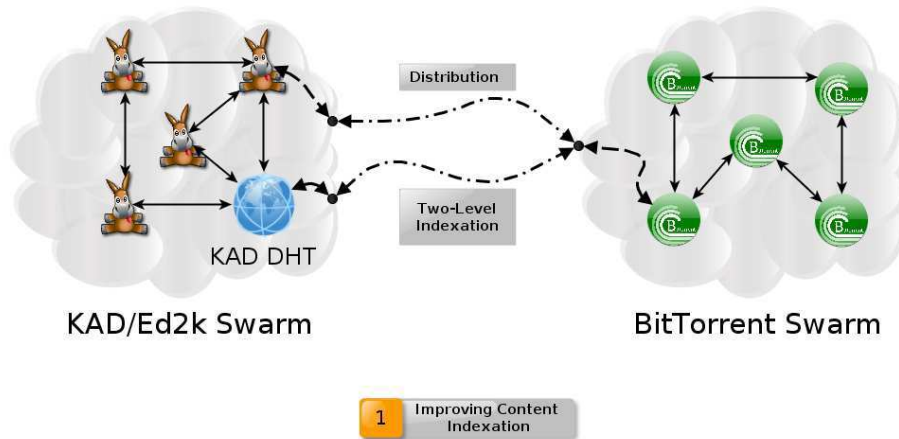 Distribution
Two-Level
Indexation
KAD DHT
KAD/Ed2k Swarm
BitTorrent Swarm
1
Improving Content
Indexation